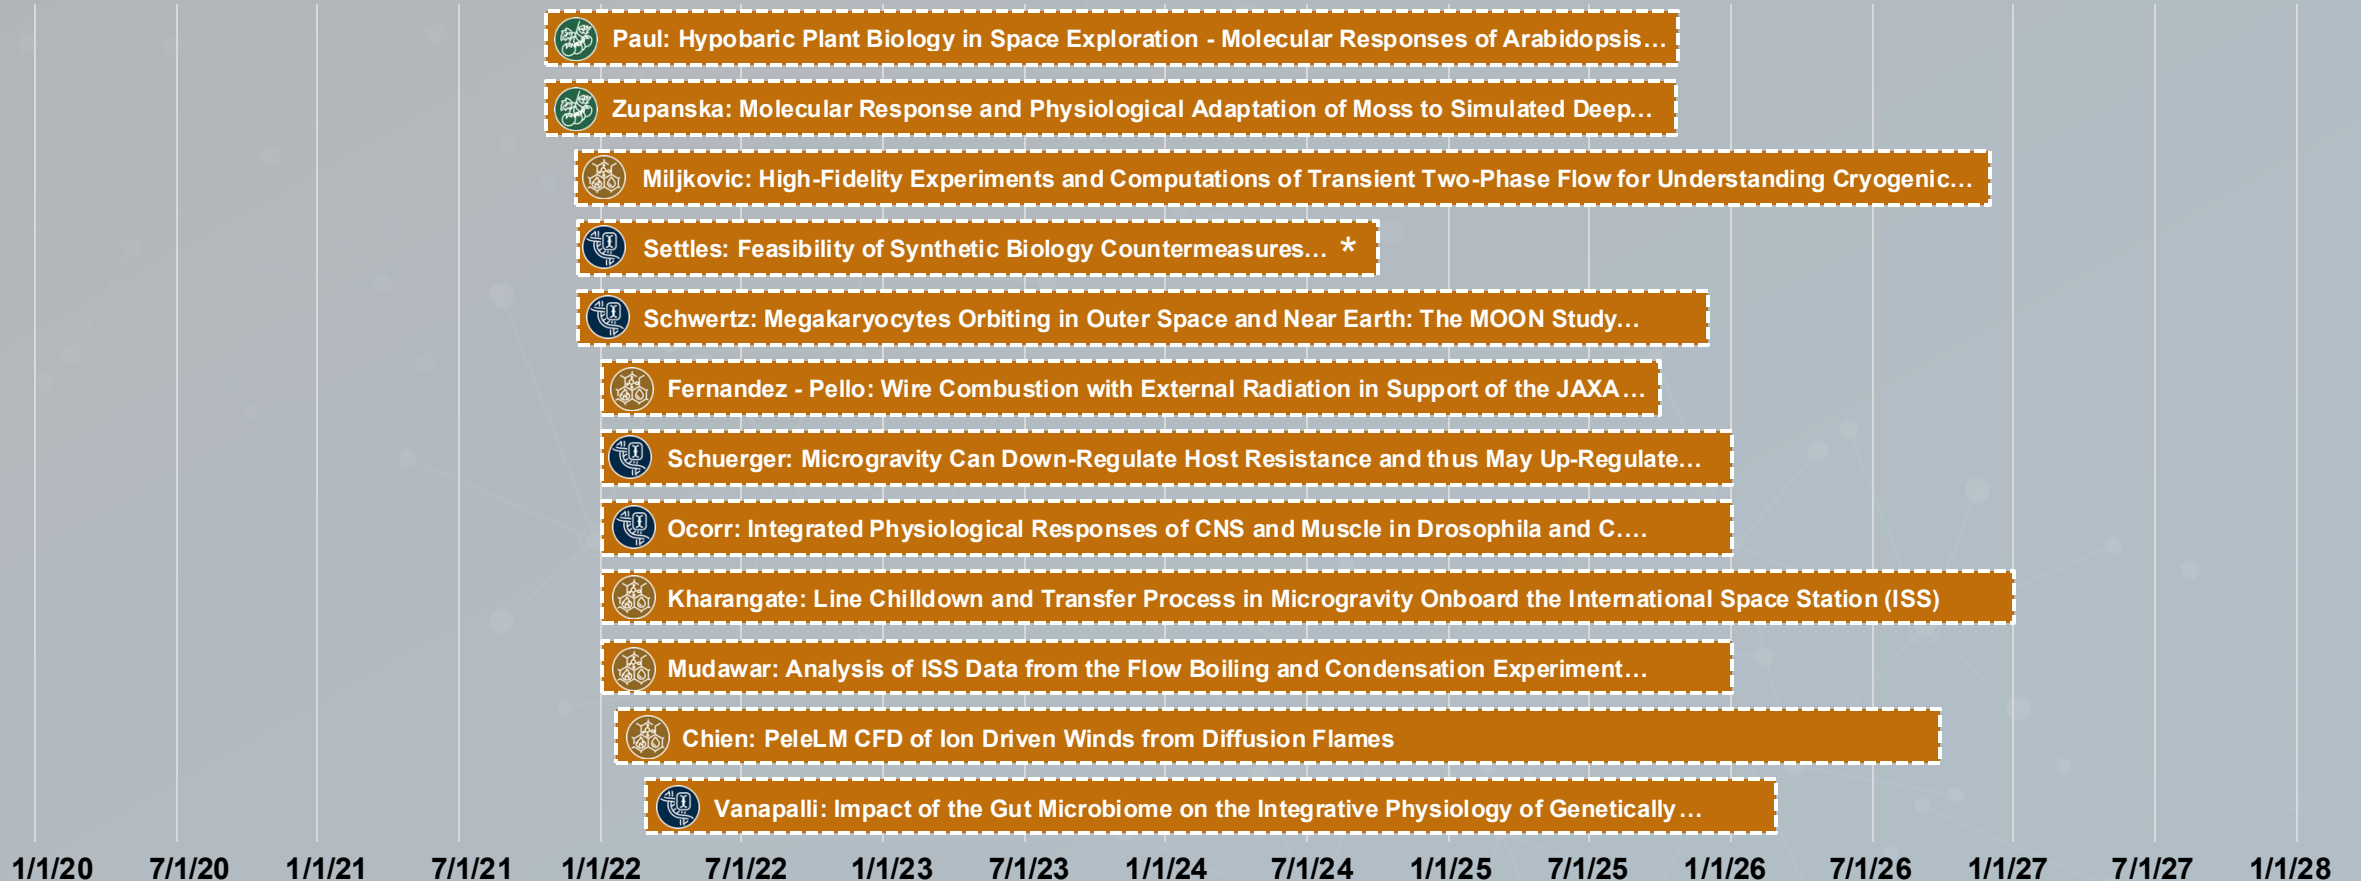 Paul: Hypobaric Plant Biology in Space Exploration - Molecular Responses of Arabidopsis...
Zupanska: Molecular Response and Physiological Adaptation of Moss to Simulated Deep...
Miljkovic: High-Fidelity Experiments and Computations of Transient Two-Phase Flow for Understanding Cryogenic...
Settles: Feasibility of Synthetic Biology Countermeasures... *
Schwertz: Megakaryocytes Orbiting in Outer Space and Near Earth: The MOON Study...
Fernandez - Pello: Wire Combustion with External Radiation in Support of the JAXA...
Schuerger: Microgravity Can Down-Regulate Host Resistance and thus May Up-Regulate...
Ocorr: Integrated Physiological Responses of CNS and Muscle in Drosophila and C....
Kharangate: Line Chilldown and Transfer Process in Microgravity Onboard the International Space Station (ISS)
Mudawar: Analysis of ISS Data from the Flow Boiling and Condensation Experiment...
Chien: PeleLM CFD of Ion Driven Winds from Diffusion Flames
Vanapalli: Impact of the Gut Microbiome on the Integrative Physiology of Genetically...
1/1/20 7/1/20 1/1/21 7/1/21 1/1/22 7/1/22 1/1/23 7/1/23 1/1/24 7/1/24 1/1/25 7/1/25 1/1/26 7/1/26 1/1/27 7/1/27 1/1/28